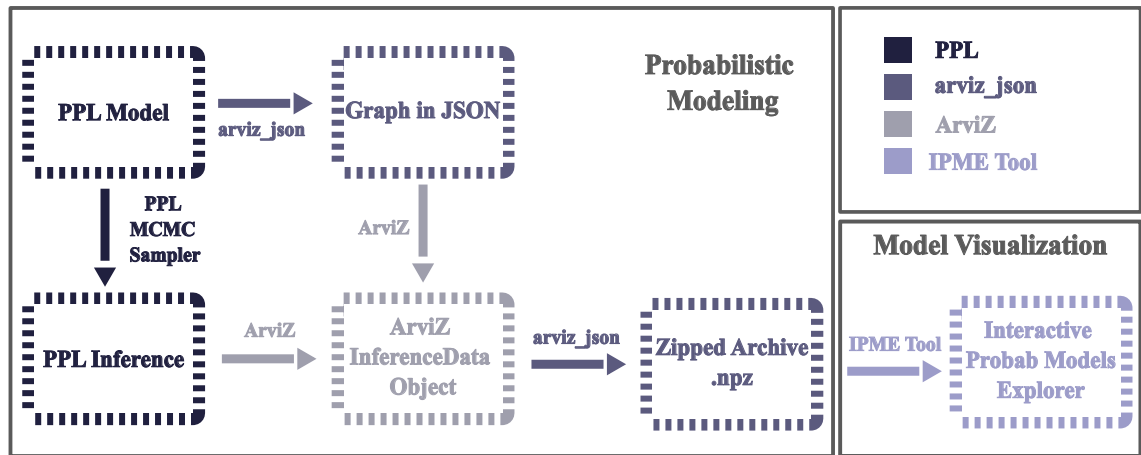 PPL Model
arviz_json
Graph in JSON
Probabilistic
Modeling
PPL
MCMC
Sampler
ArviZ
PPL Inference
ArviZ
ArviZ
InferenceData
Object
arviz_json
Zipped Archive
.npz
PPL
arviz_json
ArviZ
IPME Tool
Model Visualization
IPME Tool
Interactive
Probab Models
Explorer